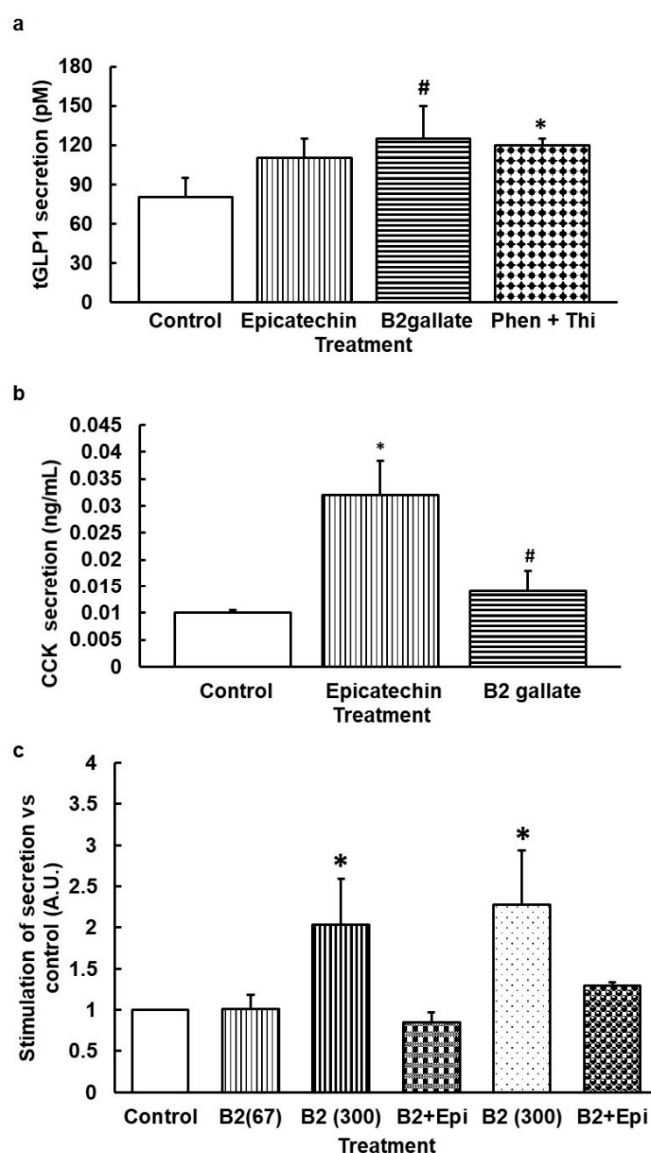 a
tGLP1 secretion (pM)
180
150
120
90
60
30
0
#
*
Control Epicatechin B2gallate Phen + Thi
Treatment
b
CCK secretion (ng/mL)
0.045
0.04
0.035
0.03
0.025
0.02
0.015
0.01
0.005
0
*
#
Control Epicatechin B2 gallate
Treatment
c
Stimulation of secretion vs
control (A.U.)
4
3.5
3
2.5
2
1.5
1
0.5
0
*
*
Control B2(67) B2 (300) B2+Epi B2 (300) B2+Epi
Treatment